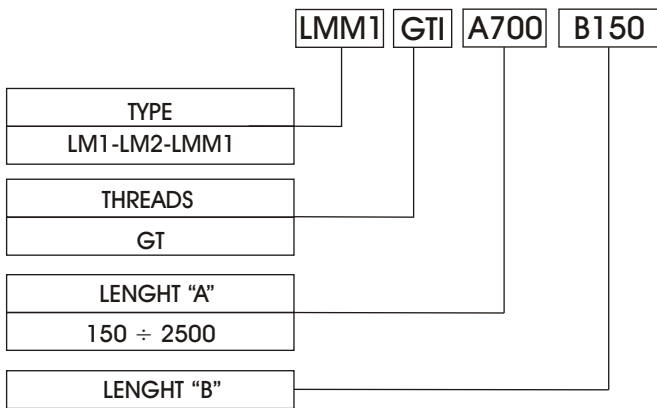 LMM1 GTI A700 B150
TYPE
LM1-LM2-LMM1
THREADS
GT
LENGHT “A”
150 ÷ 2500
LENGHT “B”